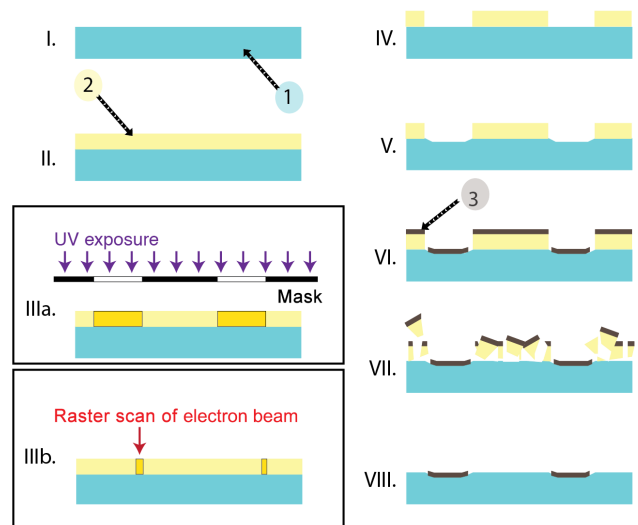 I.
2
1
II.
UV exposure
Mask
IIIa.
Raster scan of electron beam
IIIb.
IV.
V.
3
VI.
VII.
VIII.